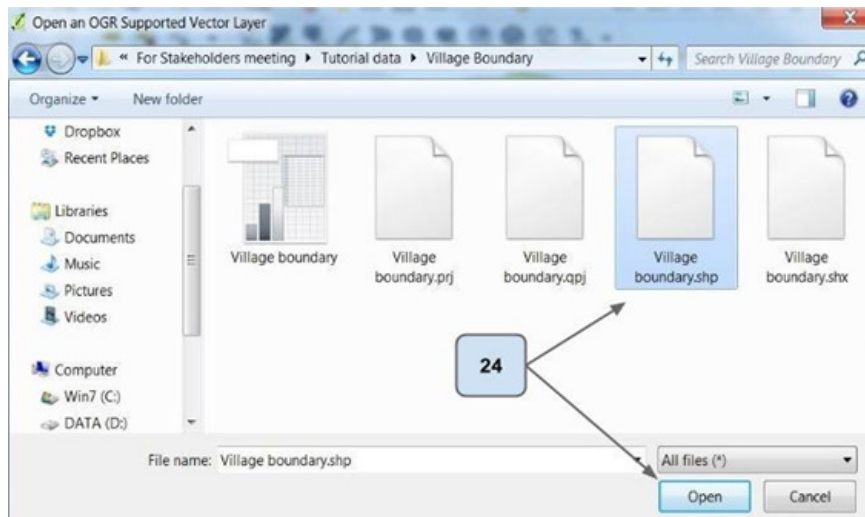 Open an OGR Supported Vector Layer
« For Stakeholders meeting Tutorial data Village Boundary
Search Village Boundary
Organize
New folder
Dropbox
Recent Places
Libraries
Documents
Music
Pictures
Videos
Computer
Win7 (C:)
DATA (D:)
Village boundary
Village
boundary.prj
Village
boundary.qpj
Village
boundary.shp
Village
boundary.shx
24
File name: Village boundary.shp
All files (*)
Open
Cancel